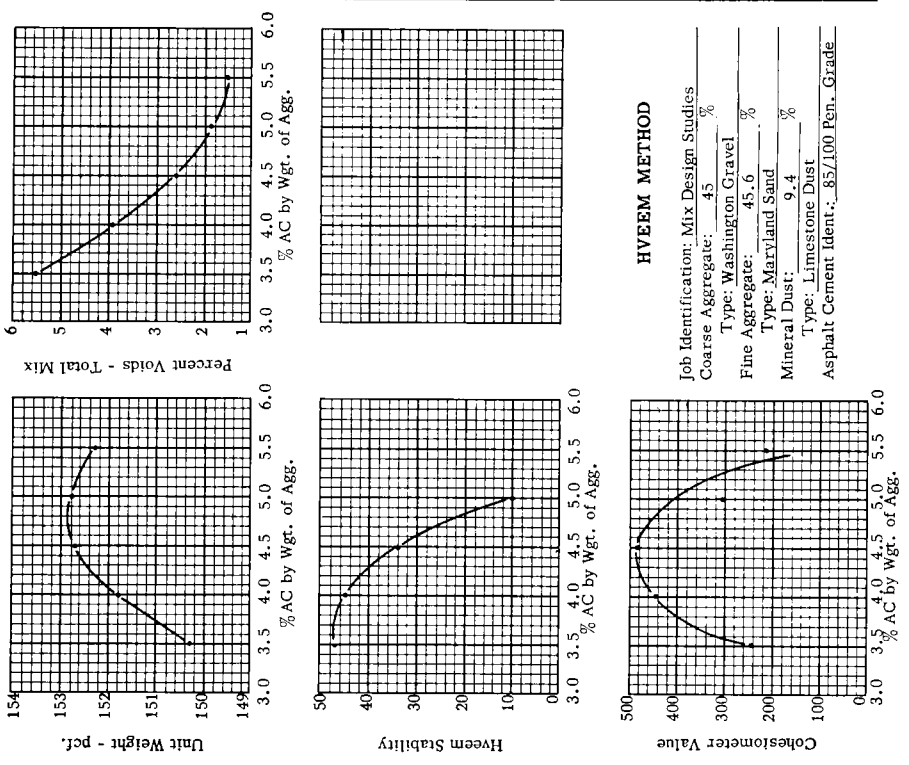 Unit Weight - pcf.
154
153
151
150
149
3.0 3.5 4.0 4.5 5.0 5.5 6.0
% AC by Wgt. of Agg.
Percent Voids - Total Mix
6
5
4
3
2
1
3.0 3.5 4.0 4.5 5.0 5.5 6.0
% AC by Wgt. of Agg.
Hveem Stability
50
40
30
20
10
0
3.0 3.5 4.0 4.5 5.0 5.5 6.0
% AC by Wgt. of Agg.
Cohesiometer Value
500
400
300
200
100
0
3.0 3.5 4.0 4.5 5.0 5.5 6.0
% AC by Wgt. of Agg.
HVEEM METHOD
Job Identification: Mix Design Studies
Coarse Aggregate: 45 %
Type: Washington Gravel
Fine Aggregate: 45.6 %
Type: Maryland Sand
Mineral Dust: 9.4 %
Type: Limestone Dust
Asphalt Cement Ident.: 85/100 Pen. Grade